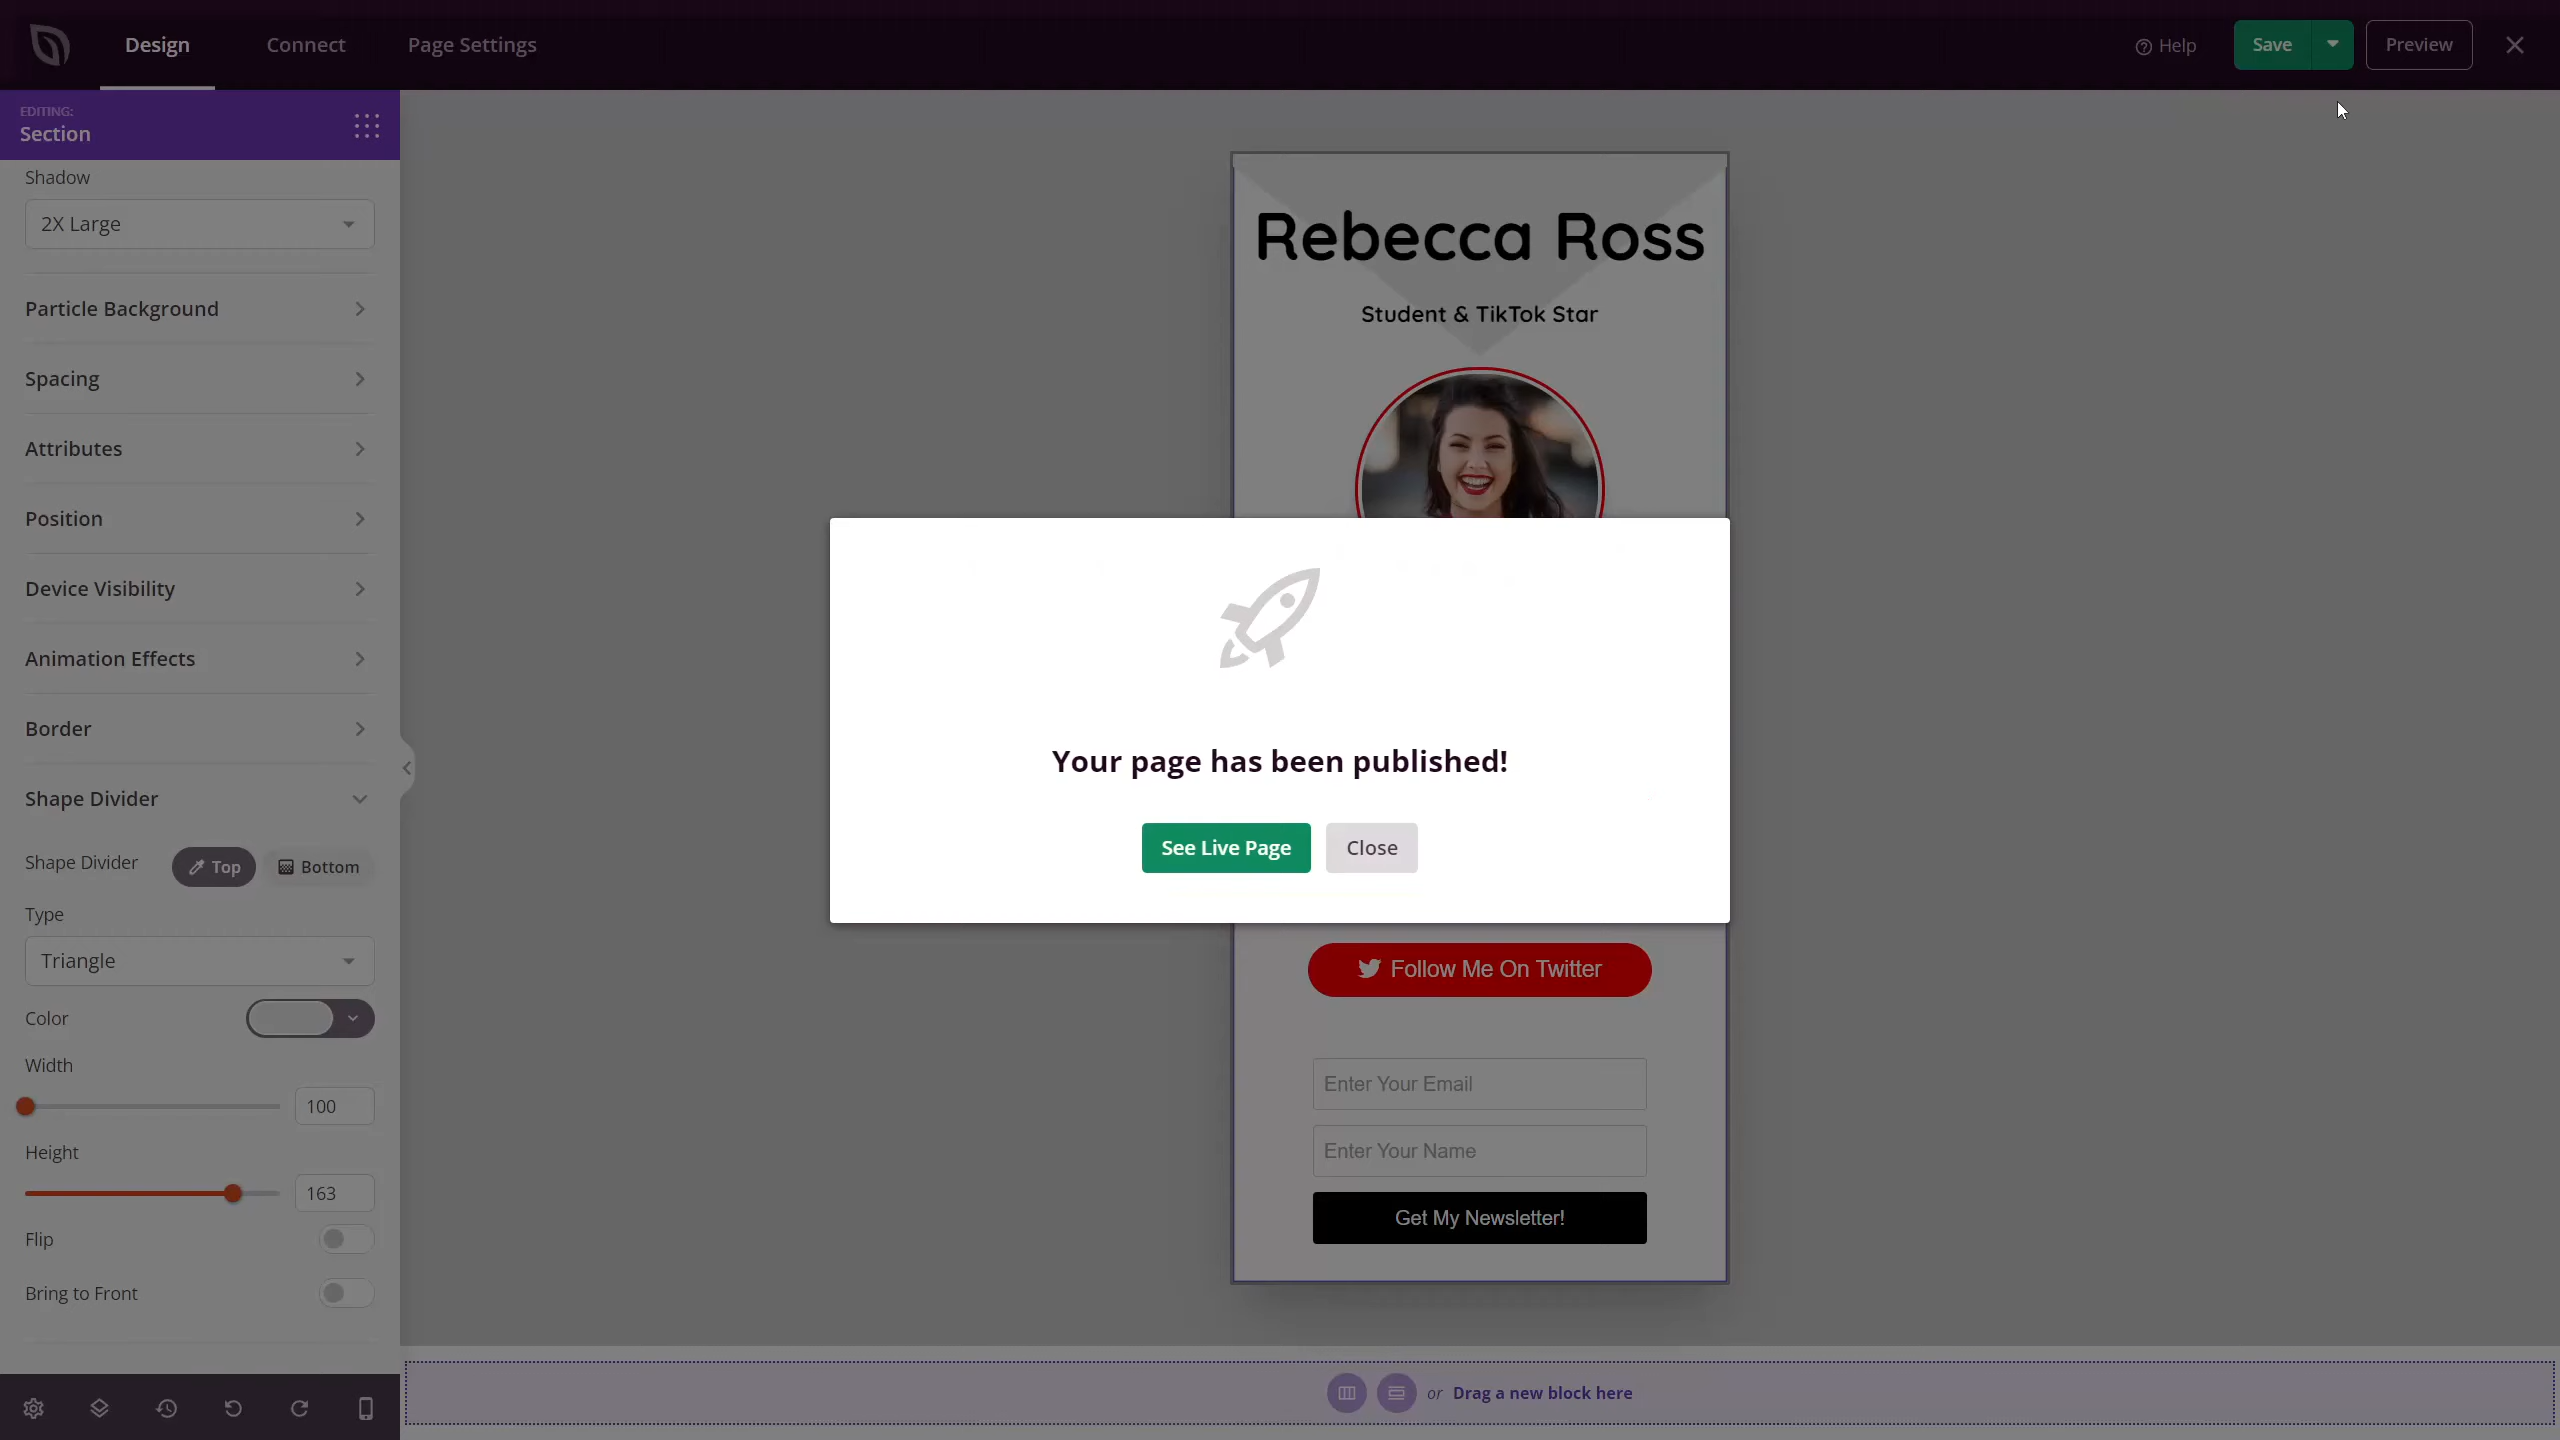 Design
Connect
Page Settings
Help
Save
Preview
EDITING:
Section
Shadow
2X Large
Particle Background
Spacing
Attributes
Position
Device Visibility
Animation Effects
Border
Shape Divider
Shape Divider
Top
Bottom
Type
Triangle
Color
Width
100
Height
163
Flip
Bring to Front
Rebecca Ross
Student & TikTok Star
Your page has been published!
See Live Page
Close
Follow Me On Twitter
Enter Your Email
Enter Your Name
Get My Newsletter!
or Drag a new block here